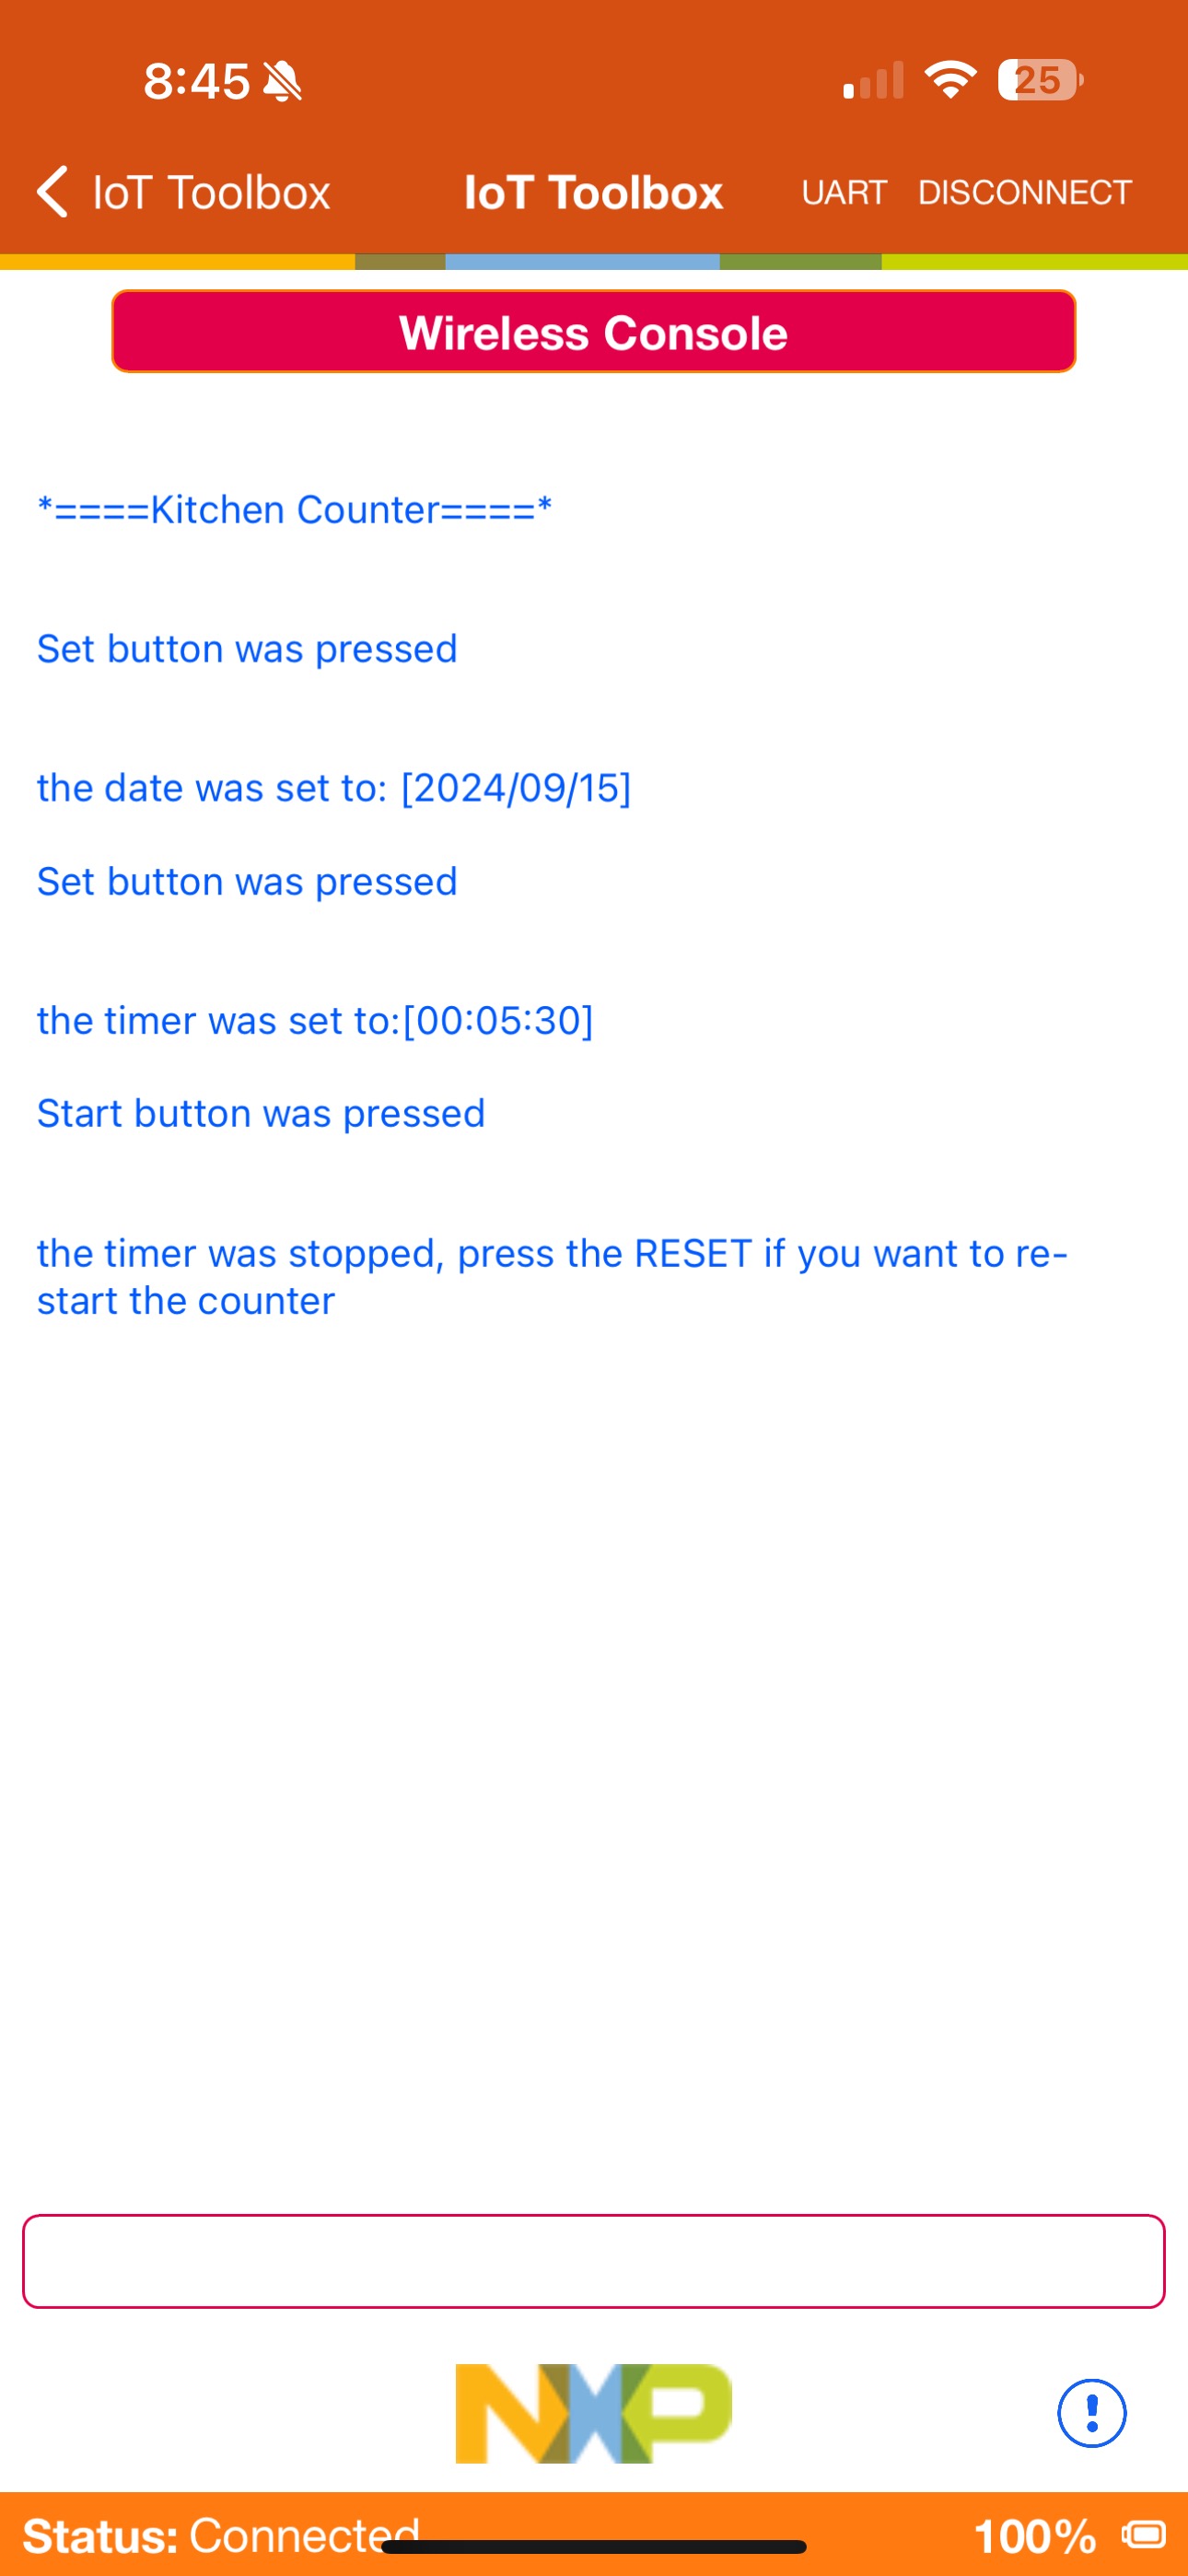 8:45
25
IoT Toolbox
IoT Toolbox
UART
DISCONNECT
Wireless Console
*====Kitchen Counter====*
Set button was pressed
the date was set to: [2024/09/15]
Set button was pressed
the timer was set to:[00:05:30]
Start button was pressed
the timer was stopped, press the RESET if you want to re-
start the counter
NXP
Status: Connected
100%